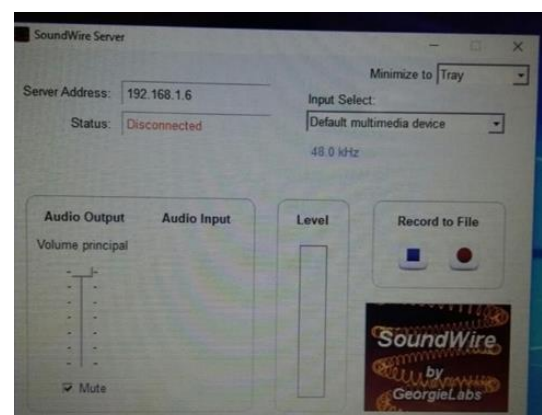 SoundWire Server
Minimize to Tray
Server Address: 192.168.1.6
Input Select:
Status: Disconnected
Default multimedia device
48.0 kHz
Audio Output Audio Input
Level
Record to File
Volume principal
Mute
SoundWire
by
GeorgieLabs